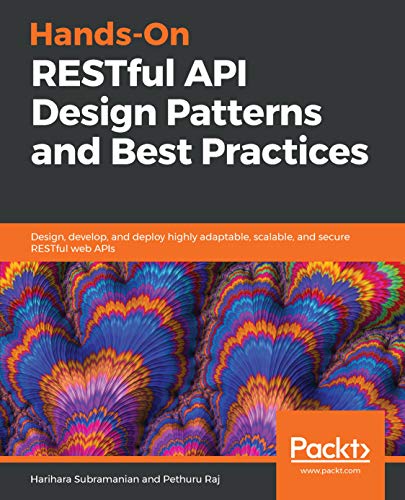 Hands-On
RESTful API
Design Patterns
and Best Practices
Design, develop, and deploy highly adaptable, scalable, and secure
RESTful web APIs
Packt>
www.packt.com
Harihara Subramanian and Pethuru Raj